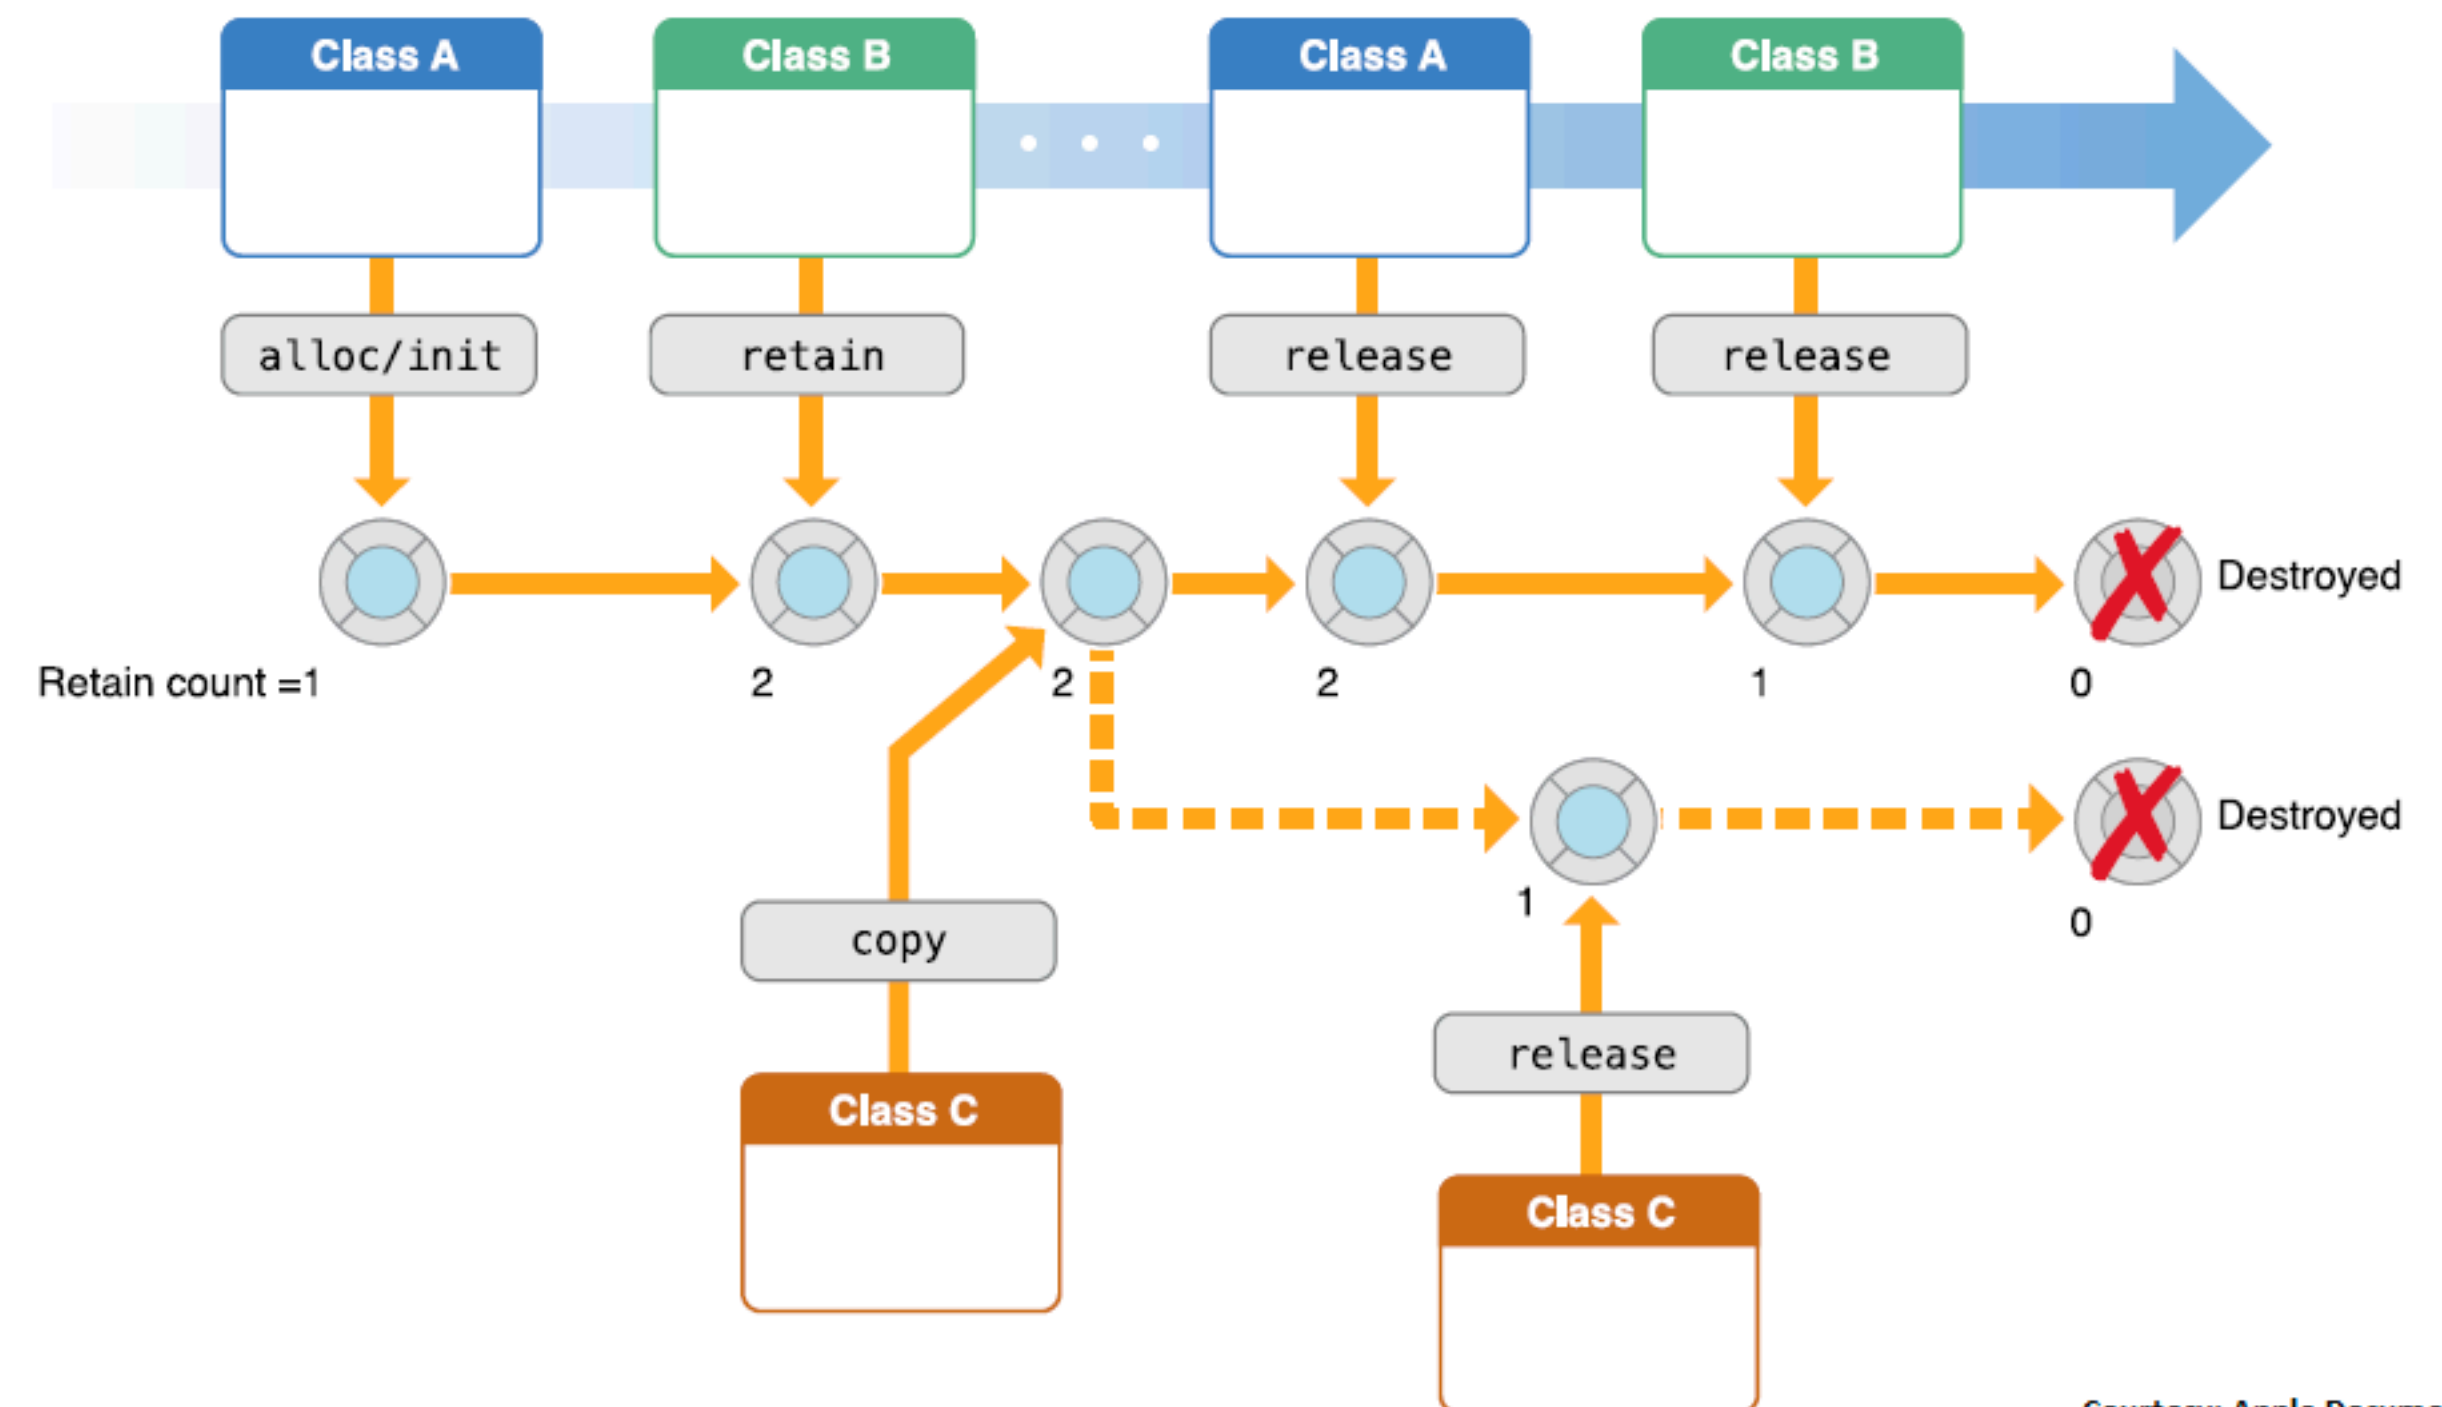 Class A
Class B
Class A
Class B
alloc/init
retain
release
release
Destroyed
Retain count =1
2
2
2
1
0
Destroyed
1
0
copy
release
Class C
Class C